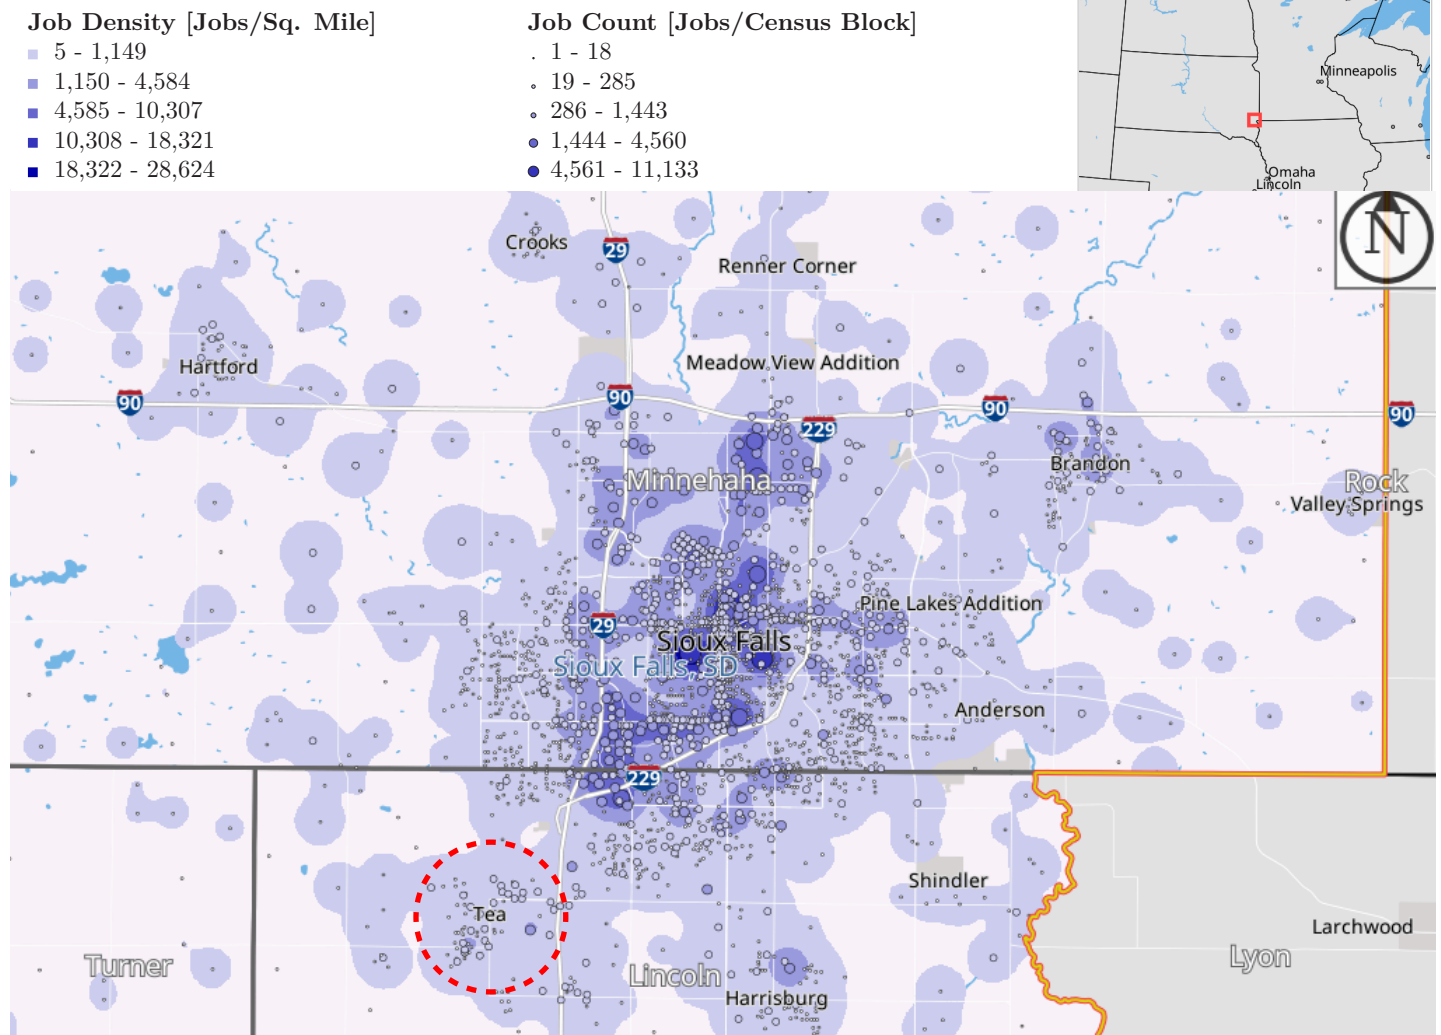 Job Density [Jobs/Sq. Mile]
5 - 1,149
1,150 - 4,584
4,585 - 10,307
10,308 - 18,321
18,322 - 28,624
Job Count [Jobs/Census Block]
1 - 18
19 - 285
286 - 1,443
1,444 - 4,560
4,561 - 11,133
Minneapolis
Omaha
Lincoln
N
Crooks
29
Renner Corner
Hartford
Meadow View Addition
90
90
90
90
229
Brandon
Minnehaha
Rock
Valley Springs
Pine Lakes Addition
29
Sioux Falls
Sioux Falls, SD
Anderson
229
Shindler
Tea
Larchwood
Turner
Lincoln
Lyon
Harrisburg